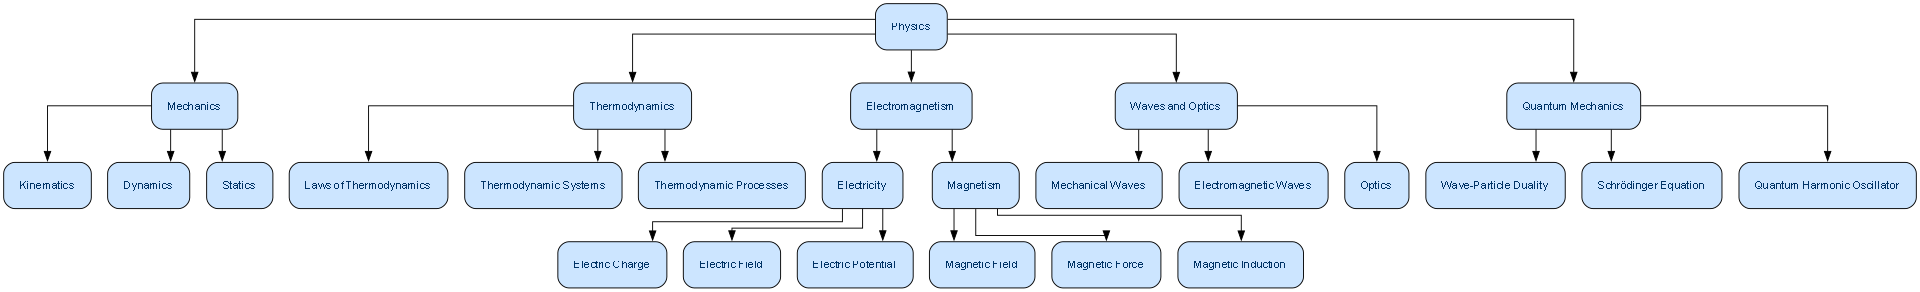 Physics
Mechanics
Thermodynamics
Electromagnetism
Waves and Optics
Quantum Mechanics
Kinematics
Dynamics
Statics
Laws of Thermodynamics
Thermodynamic Systems
Thermodynamic Processes
Electricity
Magnetism
Mechanical Waves
Electromagnetic Waves
Optics
Wave-Particle Duality
Schrödinger Equation
Quantum Harmonic Oscillator
Electric Charge
Electric Field
Electric Potential
Magnetic Field
Magnetic Force
Magnetic Induction